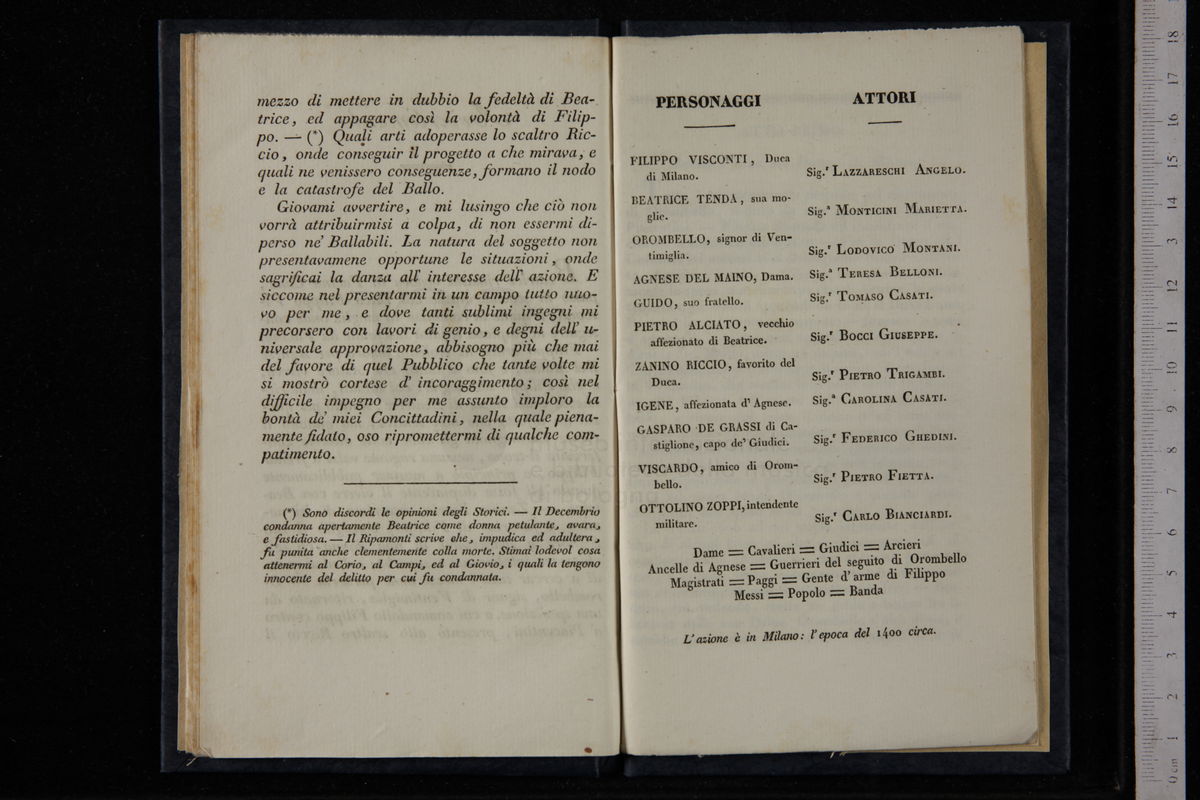 mezzo di mettere in dubbio la fedeltà di Bea-
trice, ed appagare così la volontà di Filip-
po. — (*) Quali arti adoperasse lo scaltro Ric-
cio, onde conseguir il progetto a che mirava, e
quali ne venissero conseguenze, formano il nodo
e la catastrofe del Ballo.
Giovami avvertire, e mi lusingo che ciò non
vorrà attribuirmisi a colpa, di non essermi di-
perso ne' Ballabili. La natura del soggetto non
presentavamene opportune le situazioni, onde
sagrificai la danza all' interesse dell' azione. E
siccome nel presentarmi in un campo tutto nuo-
vo per me, e dove tanti sublimi ingegni mi
precorsero con lavori di genio, e degni dell' u-
niversale approvazione, abbisogno più che mai
del favore di quel Pubblico che tante volte mi
si mostrò cortese d' incoraggimento; così nel
difficile impegno per me assunto imploro la
bontà de' miei Concittadini, nella quale piena-
mente fidato, oso ripromettermi di qualche com-
patimento.
(*) Sono discordi le opinioni degli Storici. — Il Decembrio
condanna apertamente Beatrice come donna petulante, avara,
e fastidiosa. — Il Ripamonti scrive che, impudica ed adultera,
fu punita anche clementemente colla morte. Stimai lodevol cosa
attenermi al Corio, al Campi, ed al Giovio, i quali la tengono
innocente del delitto per cui fu condannata.
PERSONAGGI ATTORI
FILIPPO VISCONTI, Duca
di Milano. Sig.r LAZZARESCHI ANGELO.
BEATRICE TENDA, sua mo-
glie. Sig.a MONTICINI MARIETTA.
OROMBELLO, signor di Ven-
timiglia. Sig.r LODOVICO MONTANI.
AGNESE DEL MAINO, Dama. Sig.a TERESA BELLONI.
GUIDO, suo fratello. Sig.r TOMASO CASATI.
PIETRO ALCIATO, vecchio
affezionato di Beatrice. Sig.r BOCCI GIUSEPPE.
ZANINO RICCIO, favorito del
Duca. Sig.r PIETRO TRIGAMBI.
IGENE, affezionata d' Agnese. Sig.a CAROLINA CASATI.
GASPARO DE GRASSI di Ca-
stiglione, capo de' Giudici. Sig.r FEDERICO GHEDINI.
VISCARDO, amico di Orom-
bello. Sig.r PIETRO FIETTA.
OTTOLINO ZOPPI, intendente
militare. Sig.r CARLO BIANCIARDI.
Dame = Cavalieri = Giudici = Arcieri
Ancelle di Agnese = Guerrieri del seguito di Orombello
Magistrati = Paggi = Gente d' arme di Filippo
Messi = Popolo = Banda
L' azione è in Milano: l' epoca del 1400 circa.